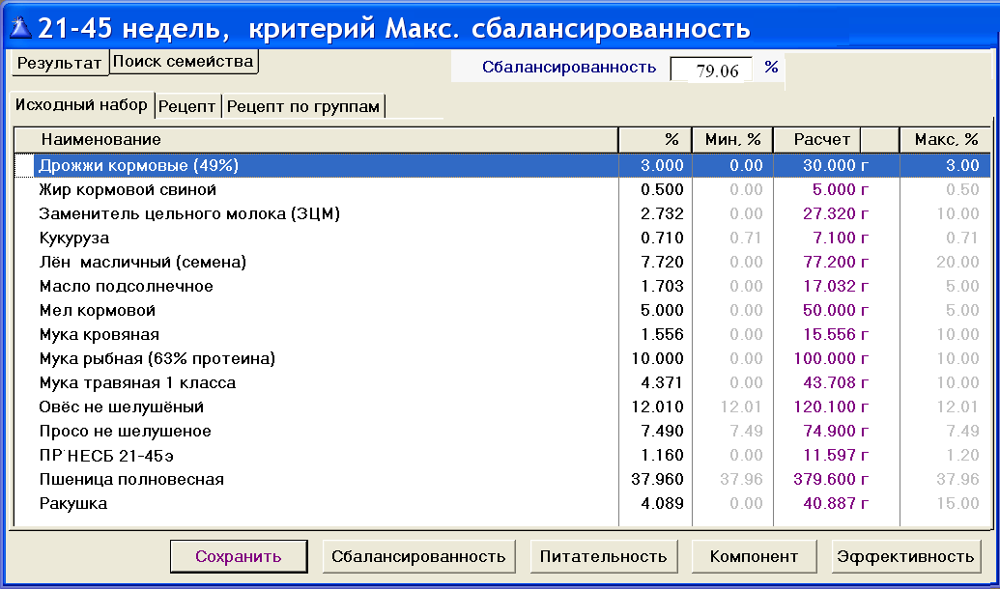 21-45 недель, критерий Макс. сбалансированность
Результат Поиск семейства Сбалансированность 79.06 %
Исходный набор Рецепт Рецепт по группам
Наименование % Мин, % Расчет Макс, %
Дрожжи кормовые (49%) 3.000 0.00 30.000 г 3.00
Жир кормовой свиной 0.500 0.00 5.000 г 0.50
Заменитель цельного молока (ЗЦМ) 2.732 0.00 27.320 г 10.00
Кукуруза 0.710 0.71 7.100 г 0.71
Лён масличный (семена) 7.720 0.00 77.200 г 20.00
Масло подсолнечное 1.703 0.00 17.032 г 5.00
Мел кормовой 5.000 0.00 50.000 г 5.00
Мука кровяная 1.556 0.00 15.556 г 10.00
Мука рыбная (63% протеина) 10.000 0.00 100.000 г 10.00
Мука травяная 1 класса 4.371 0.00 43.708 г 10.00
Овёс не шелушёный 12.010 12.01 120.100 г 12.01
Просо не шелушеное 7.490 7.49 74.900 г 7.49
ПР'НЕСБ 21-45э 1.160 0.00 11.597 г 1.20
Пшеница полновесная 37.960 37.96 379.600 г 37.96
Ракушка 4.089 0.00 40.887 г 15.00
Сохранить Сбалансированность Питательность Компонент Эффективность